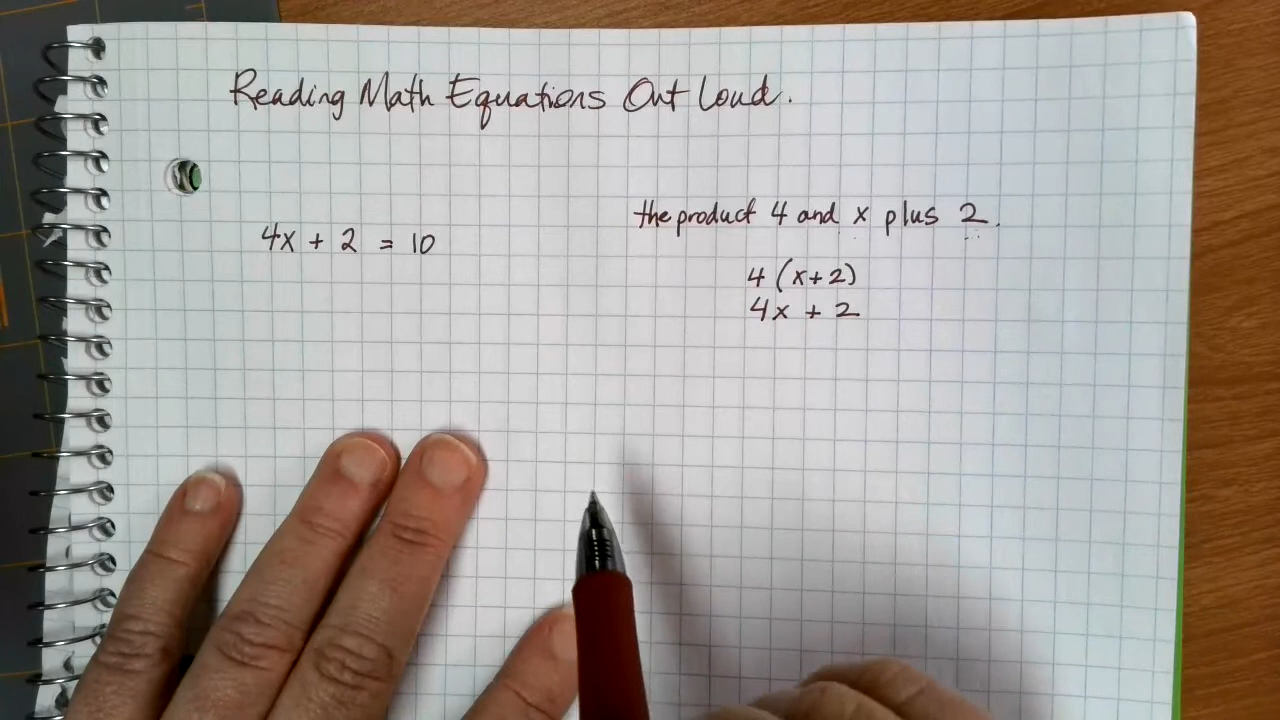 Reading Math Equations Out Loud.
4x + 2 = 10
the product 4 and x plus 2.
4 (x+2)
4x + 2